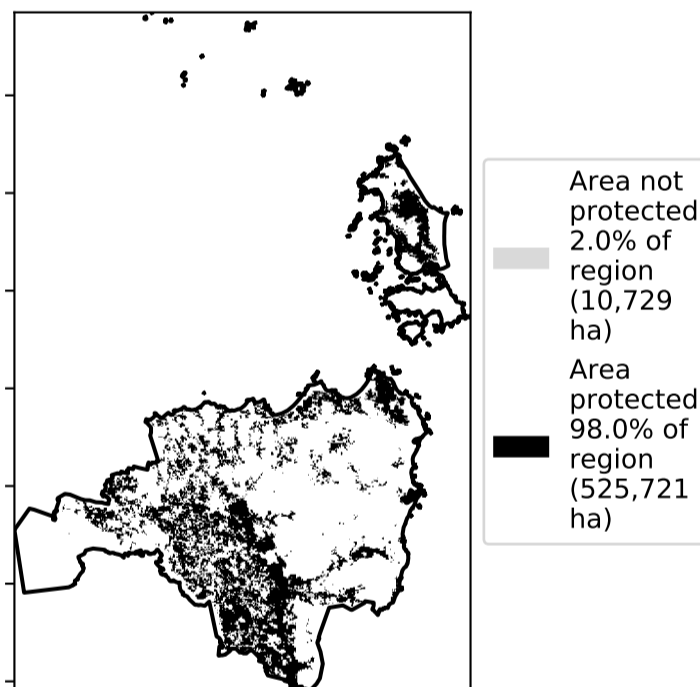 Area not
protected
2.0% of
region
(10,729
ha)
Area
protected
98.0% of
region
(525,721
ha)